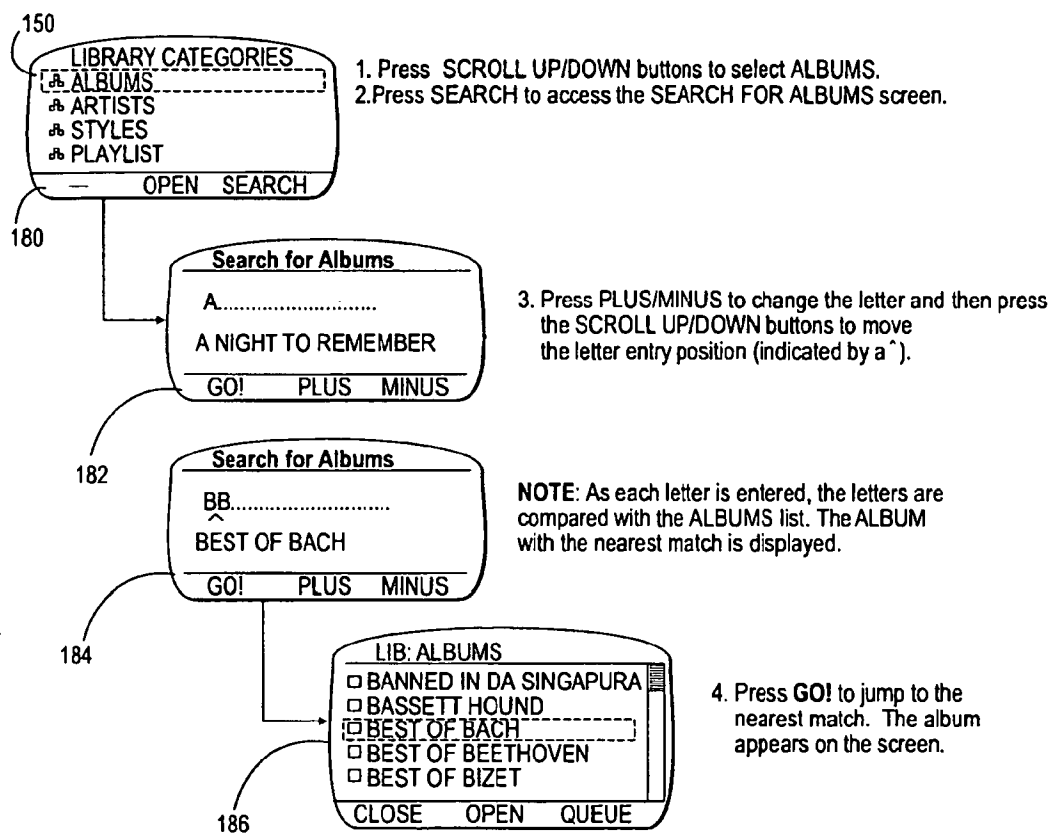 150
LIBRARY CATEGORIES
ALBUMS
ARTISTS
STYLES
PLAYLIST
— OPEN SEARCH
180
1. Press SCROLL UP/DOWN buttons to select ALBUMS.
2.Press SEARCH to access the SEARCH FOR ALBUMS screen.
Search for Albums
A..............................
A NIGHT TO REMEMBER
GO! PLUS MINUS
182
3. Press PLUS/MINUS to change the letter and then press
the SCROLL UP/DOWN buttons to move
the letter entry position (indicated by a ^).
Search for Albums
BB..............................
^
BEST OF BACH
GO! PLUS MINUS
184
NOTE: As each letter is entered, the letters are
compared with the ALBUMS list. The ALBUM
with the nearest match is displayed.
LIB: ALBUMS
BANNED IN DA SINGAPURA
BASSETT HOUND
BEST OF BACH
BEST OF BEETHOVEN
BEST OF BIZET
CLOSE OPEN QUEUE
186
4. Press GO! to jump to the
nearest match. The album
appears on the screen.